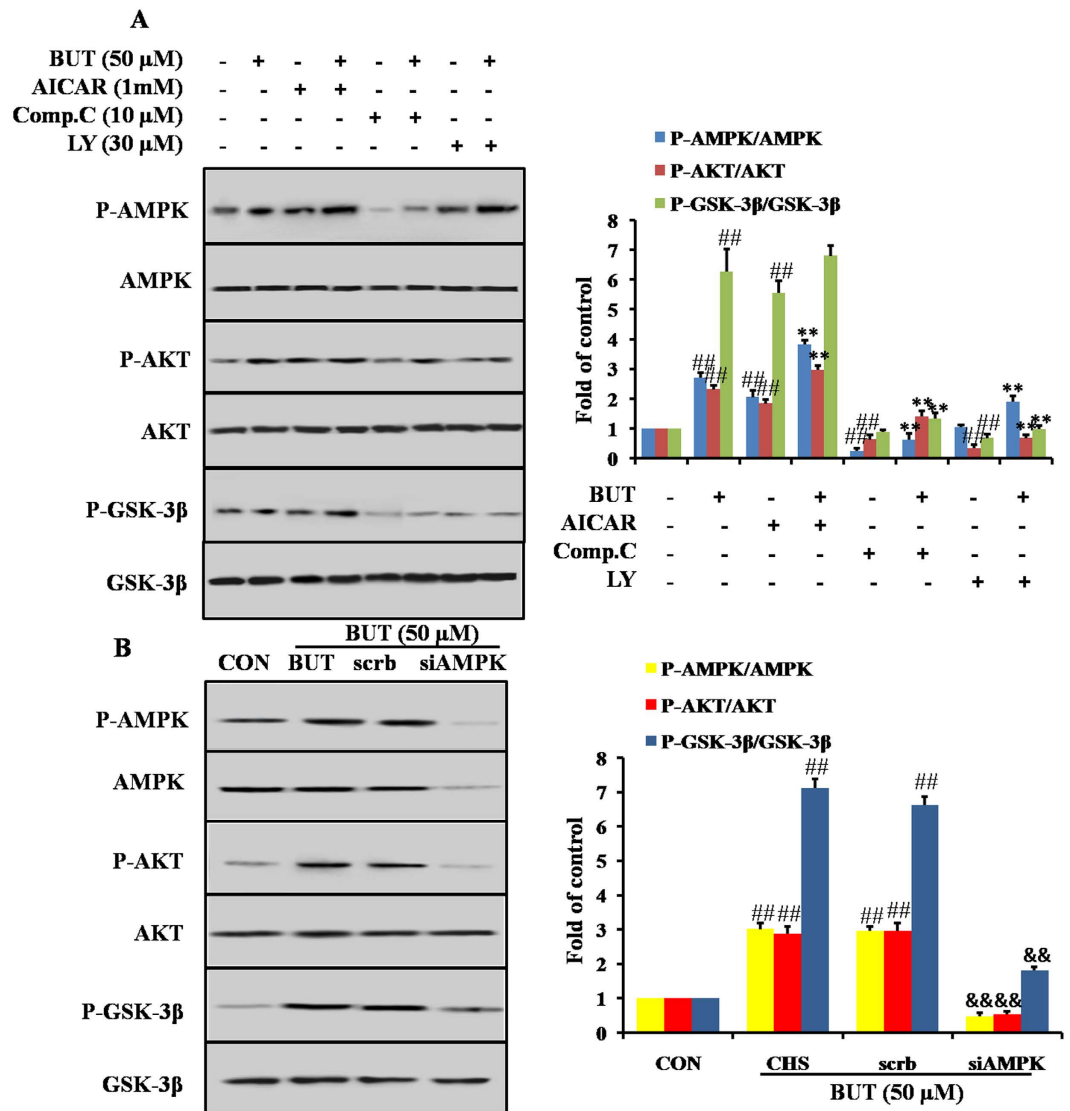 A
BUT (50 μM) - + - + - + - +
AICAR (1mM) - - + + - - - -
Comp.C (10 μM) - - - - + + - -
LY (30 μM) - - - - - - + +
P-AMPK
AMPK
P-AKT
AKT
P-GSK-3β
GSK-3β
P-AMPK/AMPK
P-AKT/AKT
P-GSK-3β/GSK-3β
Fold of control
8
7
6
5
4
3
2
1
0
## ## ##
## ## ##
** **
## ##
** ** **
## ##
** ** **
BUT - + - + - + - +
AICAR - - + + - - - -
Comp.C - - - - + + - -
LY - - - - - - + +
B
BUT (50 μM)
CON BUT scrb siAMPK
P-AMPK
AMPK
P-AKT
AKT
P-GSK-3β
GSK-3β
P-AMPK/AMPK
P-AKT/AKT
P-GSK-3β/GSK-3β
Fold of control
8
7
6
5
4
3
2
1
0
## ## ##
## ## ##
&& && &&
CON CHS scrb siAMPK
BUT (50 μM)